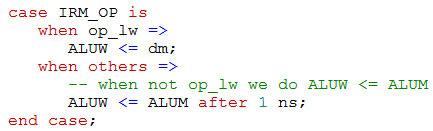 case IRM_OP is
when op_lw =>
ALUW <= dm;
when others =>
-- when not op_lw we do ALUW <= ALUM
ALUW <= ALUM after 1 ns;
end case;